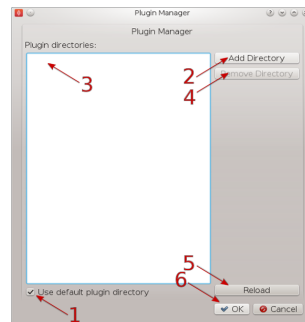 Plugin Manager
Plugin Manager
Plugin directories:
2 Add Directory
3
4 Remove Directory
5
Reload
1 Use default plugin directory
6 OK Cancel